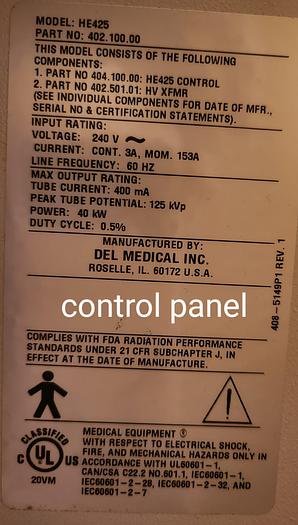 MODEL: HE425
PART NO: 402.100.00
THIS MODEL CONSISTS OF THE FOLLOWING
COMPONENTS:
1. PART NO 404.100.00: HE425 CONTROL
2. PART NO 402.501.01: HV XFMR
(SEE INDIVIDUAL COMPONENTS FOR DATE OF MFR.,
SERIAL NO & CERTIFICATION STATEMENTS).
INPUT RATING:
VOLTAGE: 240 V ~
CURRENT: CONT. 3A, MOM. 153A
LINE FREQUENCY: 60 HZ
MAX OUTPUT RATING:
TUBE CURRENT: 400 mA
PEAK TUBE POTENTIAL: 125 kVp
POWER: 40 kW
DUTY CYCLE: 0.5%
MANUFACTURED BY:
DEL MEDICAL INC.
ROSELLE, IL. 60172 U.S.A.
408-5149P1 REV. 1
control panel
COMPLIES WITH FDA RADIATION PERFORMANCE
STANDARDS UNDER 21 CFR SUBCHAPTER J, IN
EFFECT AT THE DATE OF MANUFACTURE.
CLASSIFIED
C UL US
20VM
MEDICAL EQUIPMENT ®
WITH RESPECT TO ELECTRICAL SHOCK,
FIRE, AND MECHANICAL HAZARDS ONLY IN
ACCORDANCE WITH UL60601-1,
CAN/CSA C22.2 NO.601.1, IEC60601-1,
IEC60601-2-28, IEC60601-2-32, AND
IEC60601-2-7